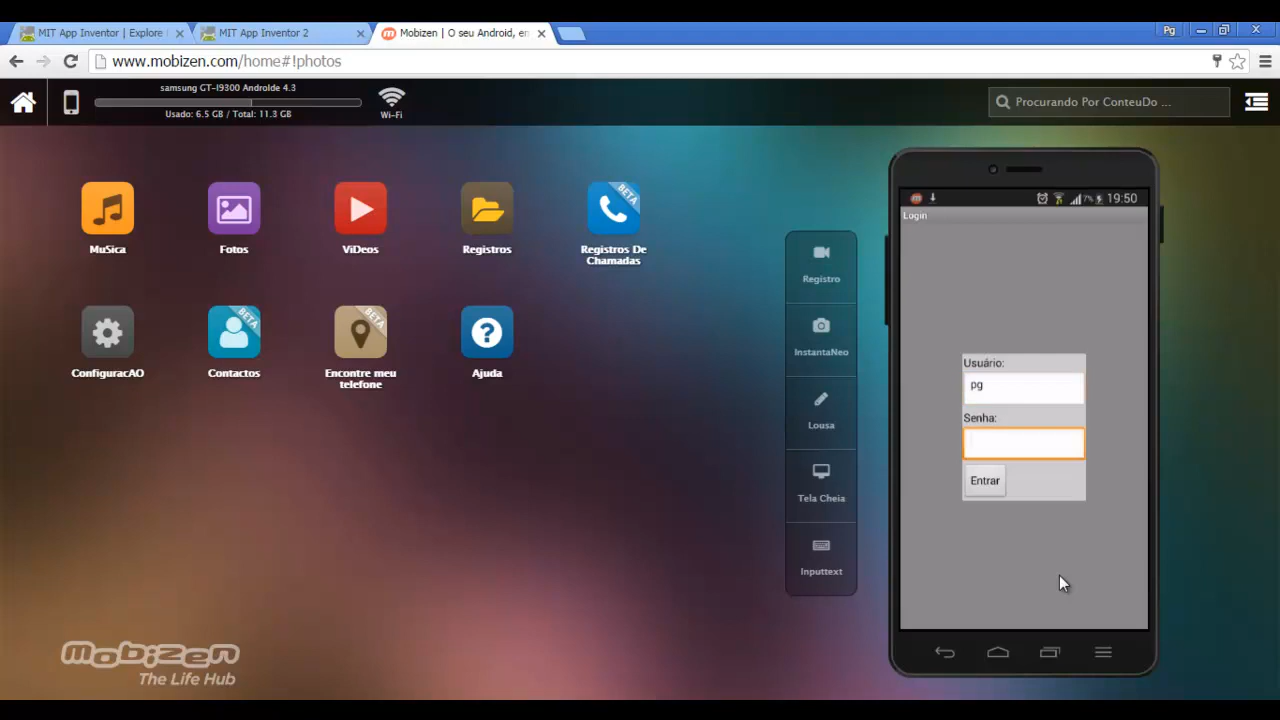 MIT App Inventor | Explore
MIT App Inventor 2
Mobizen | O seu Android, en
Pg
www.mobizen.com/home#!photos
samsung GT-I9300 AndroIde 4.3
Usado: 6.5 GB / Total: 11.3 GB
Wi-Fi
Procurando Por ConteuDo ...
MuSica
Fotos
ViDeos
Registros
BETA
Registros De
Chamadas
ConfiguracAO
BETA
Contactos
BETA
Encontre meu
telefone
Ajuda
Registro
InstantaNeo
Lousa
Tela Cheia
Inputtext
7% 19:50
Login
Usuário:
pg
Senha:
Entrar
mobizen
The Life Hub